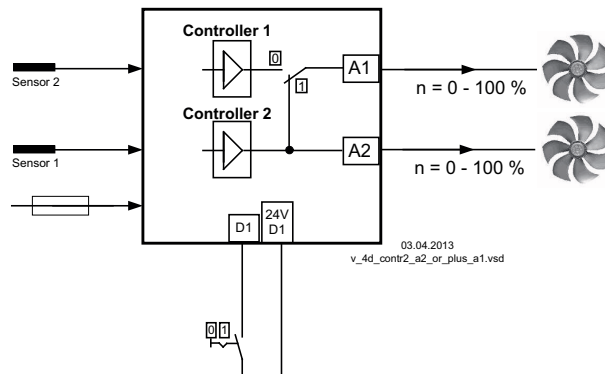 Controller 1
0
A1
Sensor 2
1
n = 0 - 100 %
Controller 2
A2
Sensor 1
n = 0 - 100 %
D1
24V
D1
03.04.2013
v_4d_contr2_a2_or_plus_a1.vsd
0 1